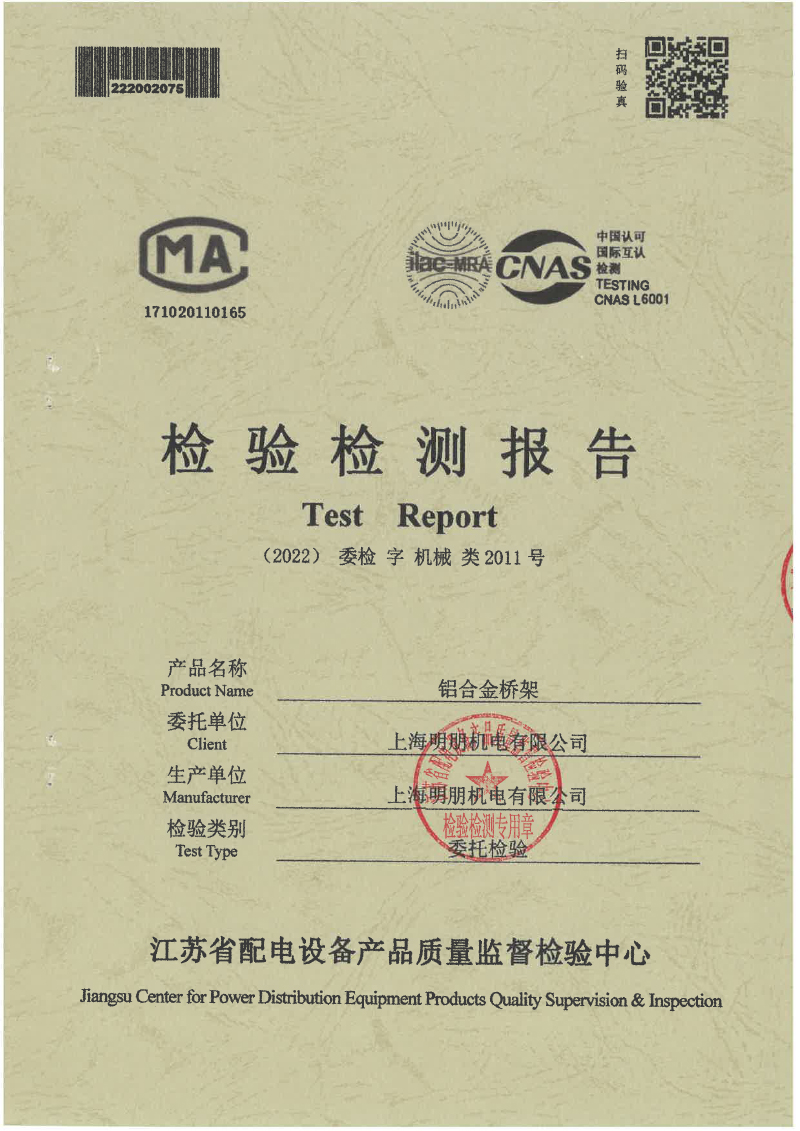 222002075
扫码验真
MA
171020110165
ilac-MRA
CNAS
中国认可
国际互认
检测
TESTING
CNAS L6001
检验检测报告
Test Report
（2022） 委检 字 机械 类2011号
产品名称
Product Name
铝合金桥架
委托单位
Client
上海明朋机电有限公司
生产单位
Manufacturer
上海明朋机电有限公司
检验检测专用章
检验类别
Test Type
委托检验
江苏省配电设备产品质量监督检验中心
Jiangsu Center for Power Distribution Equipment Products Quality Supervision & Inspection